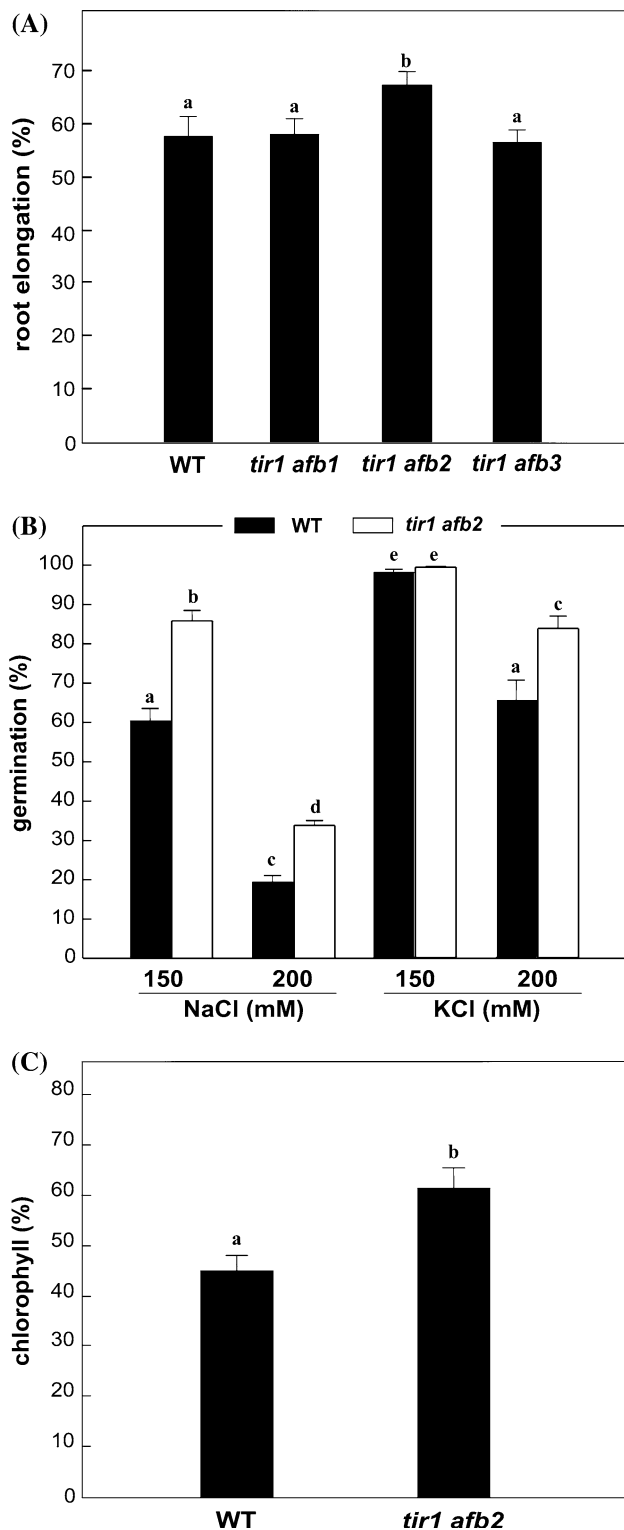 (A)
root elongation (%)
70
60
50
40
30
20
10
0
a
a
b
a
WT tir1 afb1 tir1 afb2 tir1 afb3
(B)
WT tir1 afb2
germination (%)
100
90
80
70
60
50
40
30
20
10
0
a
b
c
d
e
e
a
c
150 200 150 200
NaCl (mM) KCl (mM)
(C)
chlorophyll (%)
80
70
60
50
40
30
20
10
0
a
b
WT tir1 afb2